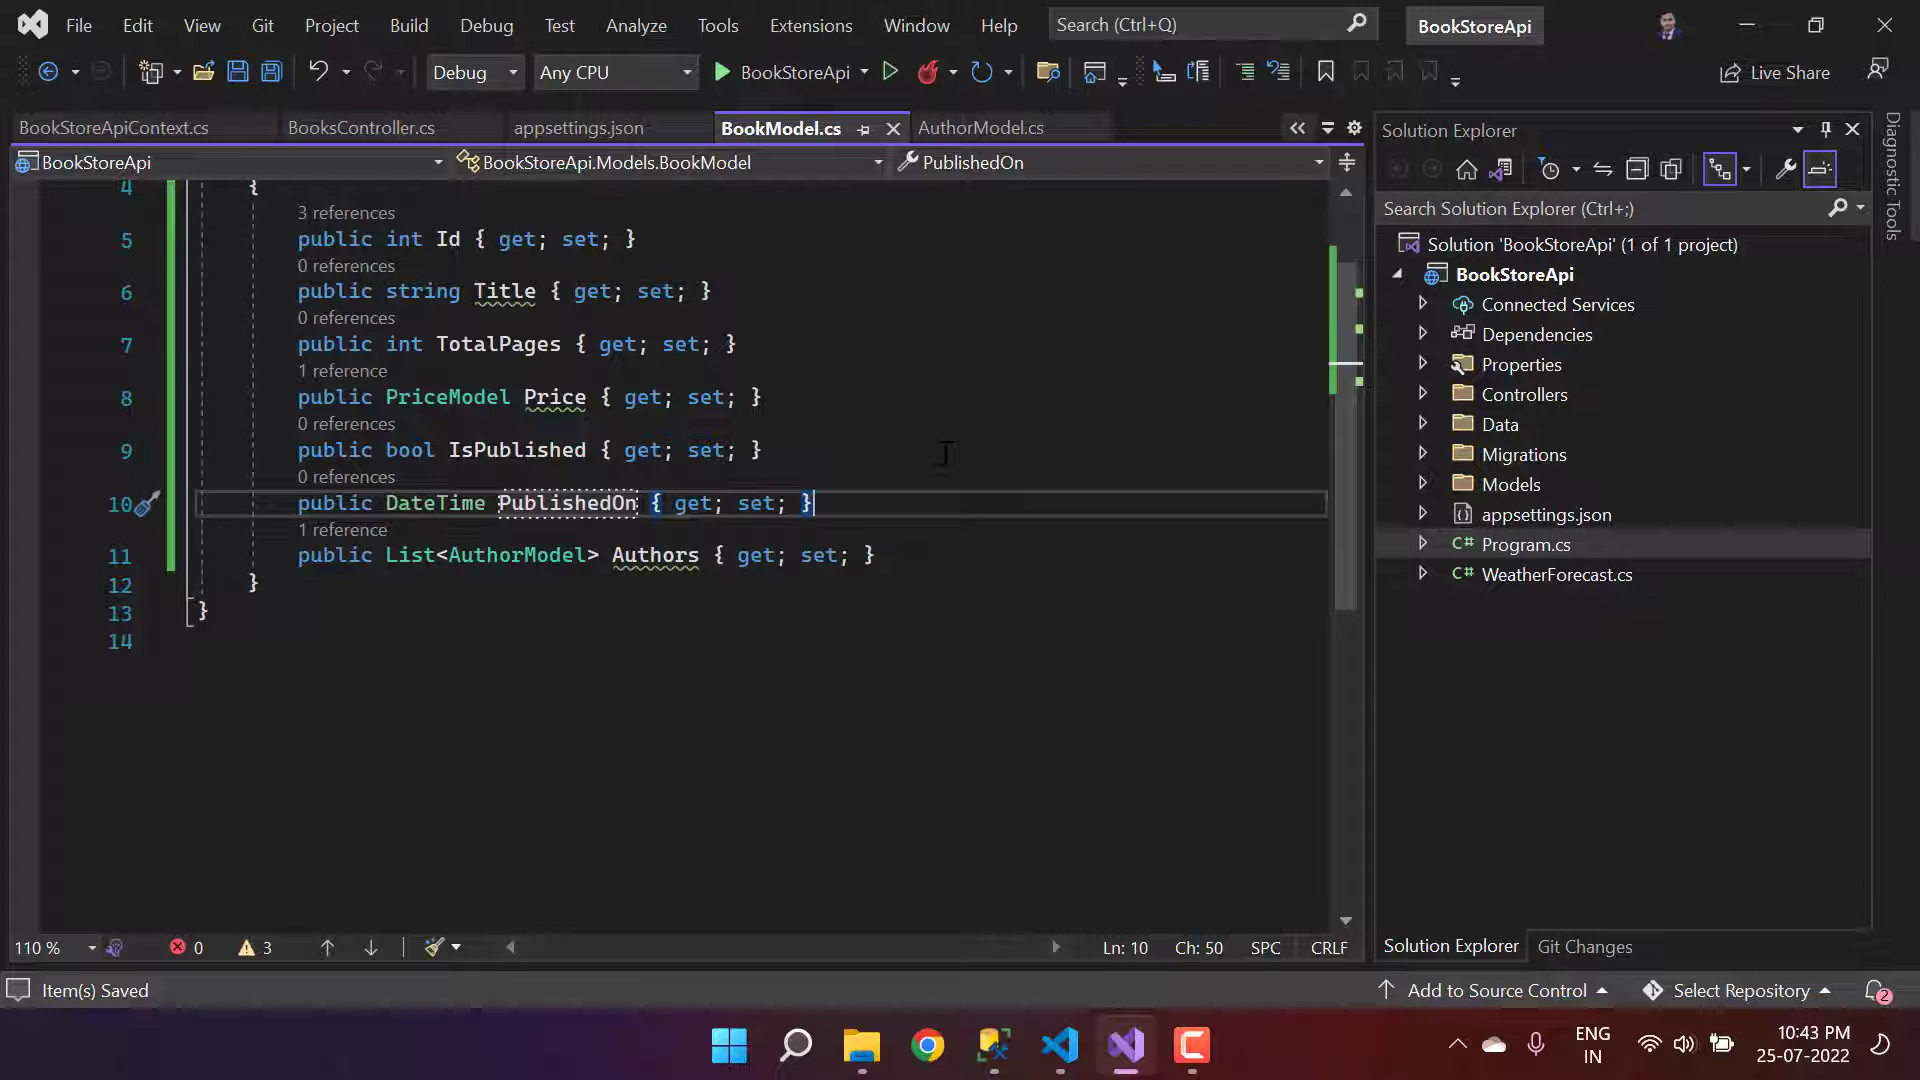 File Edit View Git Project Build Debug Test Analyze Tools Extensions Window Help Search (Ctrl+Q) BookStoreApi
Debug Any CPU BookStoreApi Live Share
BookStoreApiContext.cs BooksController.cs appsettings.json BookModel.cs AuthorModel.cs
BookStoreApi BookStoreApi.Models.BookModel PublishedOn
4 {
3 references
5 public int Id { get; set; }
0 references
6 public string Title { get; set; }
0 references
7 public int TotalPages { get; set; }
1 reference
8 public PriceModel Price { get; set; }
0 references
9 public bool IsPublished { get; set; }
0 references
10 public DateTime PublishedOn { get; set; }
1 reference
11 public List<AuthorModel> Authors { get; set; }
12 }
13 }
14
110 % 0 3 Ln: 10 Ch: 50 SPC CRLF
Solution Explorer
Search Solution Explorer (Ctrl+;)
Solution 'BookStoreApi' (1 of 1 project)
BookStoreApi
Connected Services
Dependencies
Properties
Controllers
Data
Migrations
Models
appsettings.json
C# Program.cs
C# WeatherForecast.cs
Solution Explorer Git Changes
Diagnostic Tools
Item(s) Saved Add to Source Control Select Repository 2
ENG
IN
10:43 PM
25-07-2022